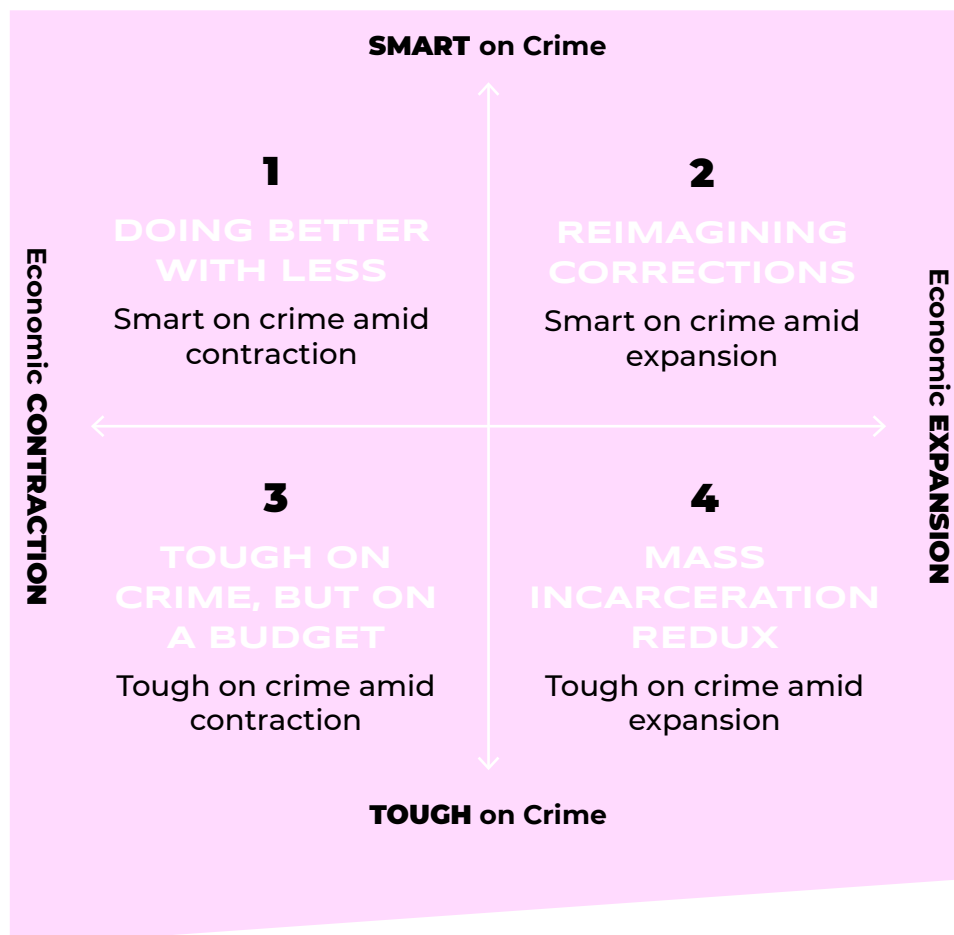 SMART on Crime
1
DOING BETTER
WITH LESS
Smart on crime amid
contraction
2
REIMAGINING
CORRECTIONS
Smart on crime amid
expansion
Economic CONTRACTION
Economic EXPANSION
3
TOUGH ON
CRIME, BUT ON
A BUDGET
Tough on crime amid
contraction
4
MASS
INCARCERATION
REDUX
Tough on crime amid
expansion
TOUGH on Crime